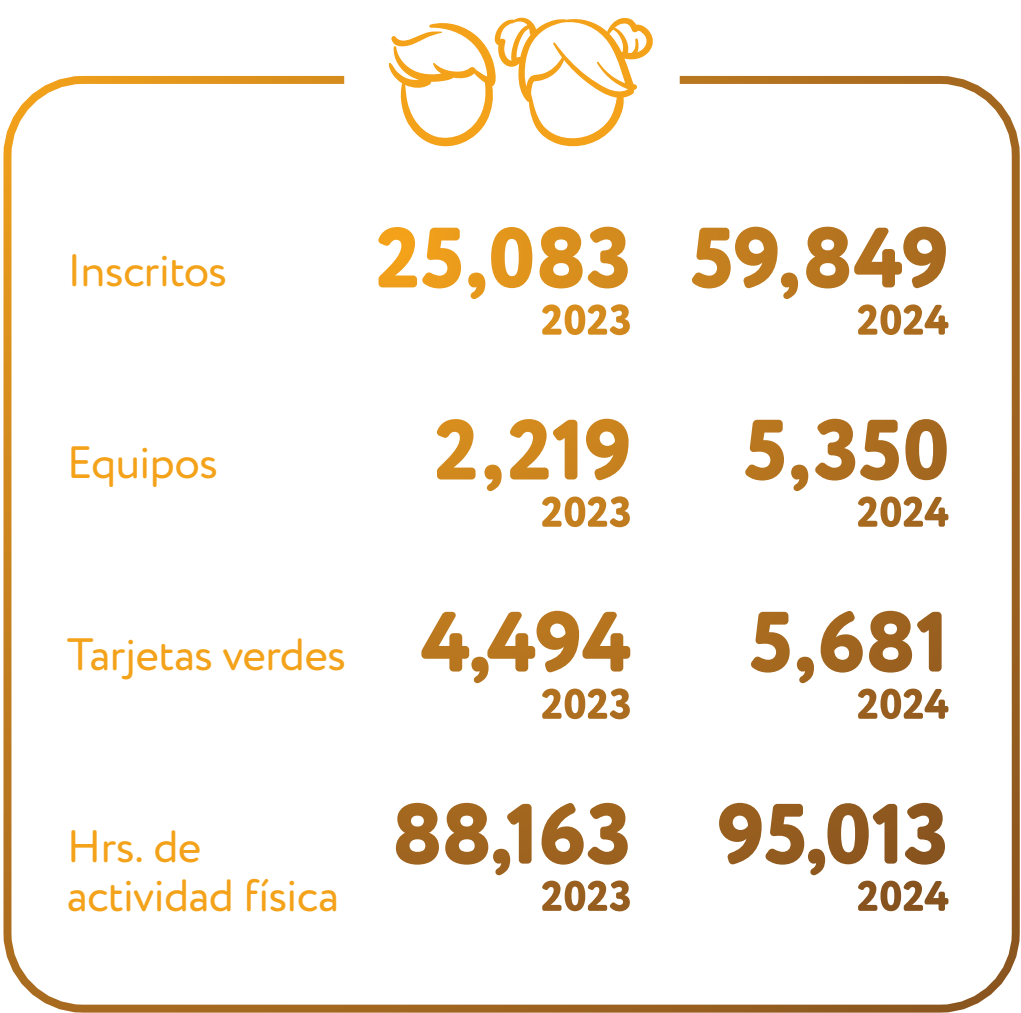 Inscritos 25,083 59,849
2023 2024
Equipos 2,219 5,350
2023 2024
Tarjetas verdes 4,494 5,681
2023 2024
Hrs. de 88,163 95,013
actividad física 2023 2024